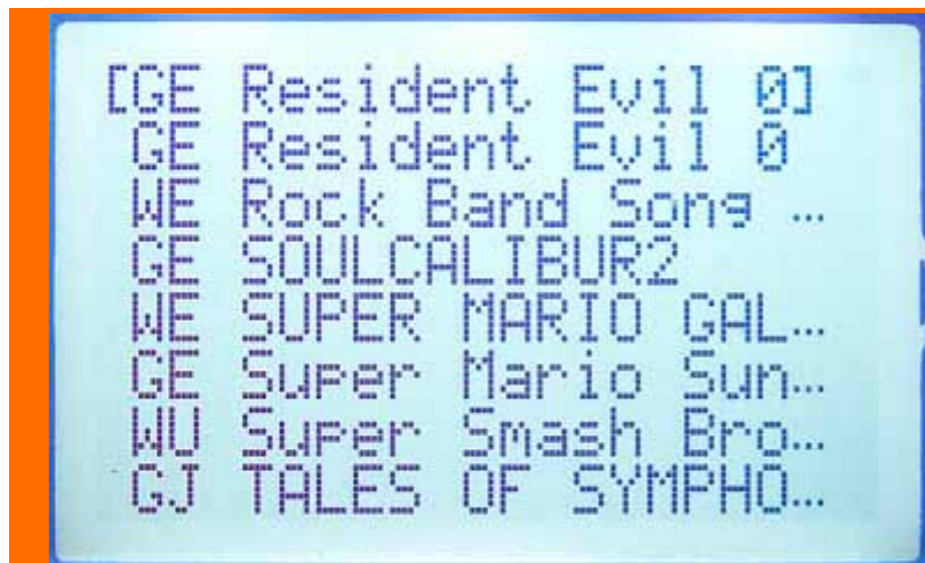 [GE Resident Evil 0]
GE Resident Evil 0
WE Rock Band Song ...
GE SOULCALIBUR2
WE SUPER MARIO GAL...
GE Super Mario Sun...
WU Super Smash Bro...
GJ TALES OF SYMPHO...